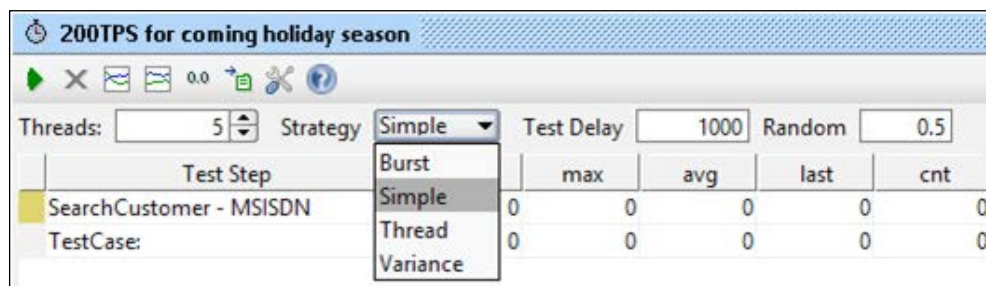 200TPS for coming holiday season
0.0
Threads: 5 Strategy Simple Test Delay 1000 Random 0.5
Test Step max avg last cnt
Burst
SearchCustomer - MSISDN Simple 0 0 0 0 0
TestCase: Thread 0 0 0 0 0
Variance